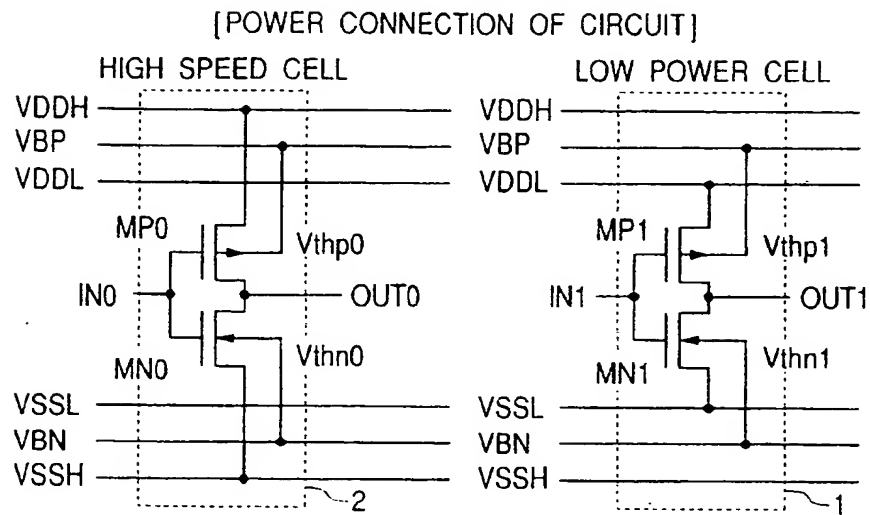 [POWER CONNECTION OF CIRCUIT]
HIGH SPEED CELL
VDDH
VBP
VDDL
MP0
Vthp0
IN0
OUT0
MN0
Vthn0
VSSL
VBN
VSSH
2
LOW POWER CELL
VDDH
VBP
VDDL
MP1
Vthp1
IN1
OUT1
MN1
Vthn1
VSSL
VBN
VSSH
1